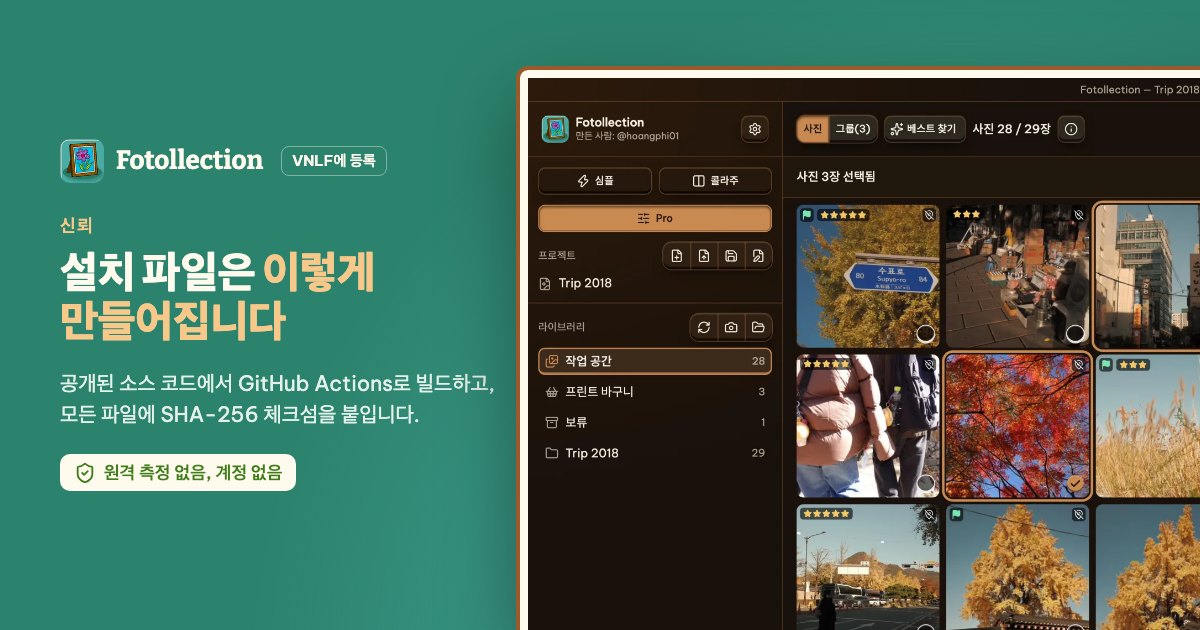 Fotollection
VNLF에 등록
신뢰
설치 파일은 이렇게
만들어집니다
공개된 소스 코드에서 GitHub Actions로 빌드하고,
모든 파일에 SHA-256 체크섬을 붙입니다.
원격 측정 없음, 계정 없음
Fotollection — Trip 2018
Fotollection
만든 사람: @hoangphi01
심플
콜라주
Pro
프로젝트
Trip 2018
라이브러리
작업 공간 28
프린트 바구니 3
보류 1
Trip 2018 29
사진
그룹(3)
베스트 찾기
사진 28 / 29장
사진 3장 선택됨
수표로
80 Supyo-ro 84